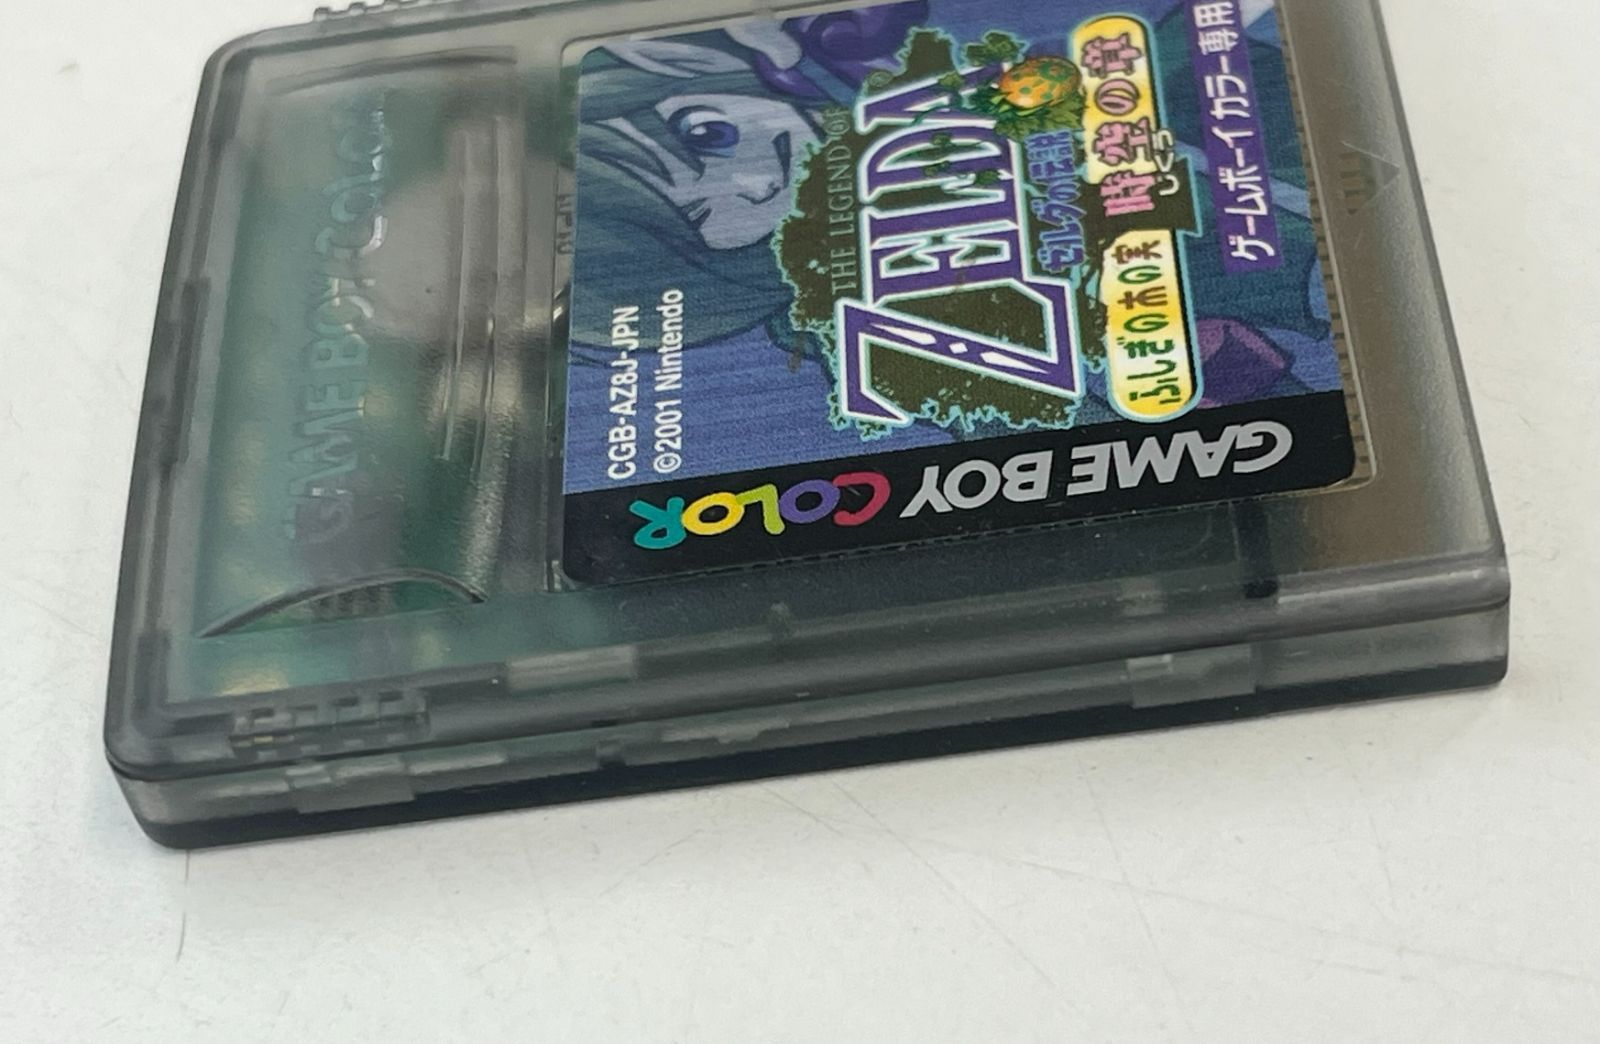 GAME BOY COLOR
GAME BOY COLOR
THE LEGEND OF
ZELDA
ゼルダの伝説
ふしぎの木の実
時空の章
じくう
ゲームボーイカラー専用
CGB-AZ8J-JPN
©2001 Nintendo